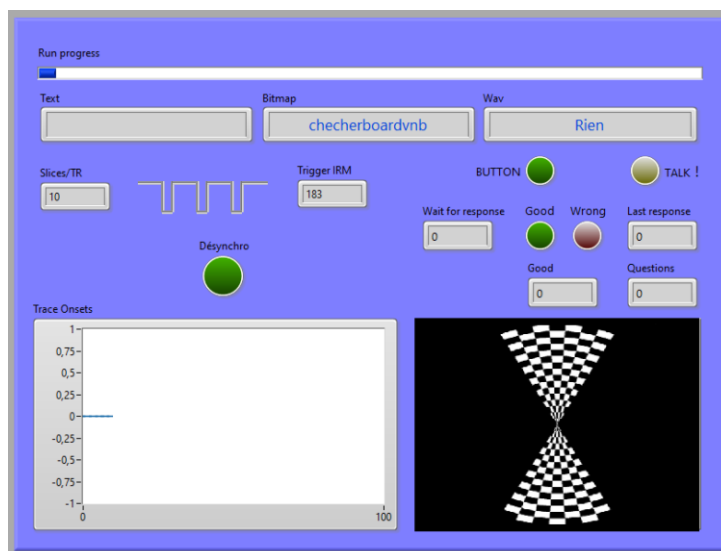 Run progress
Text Bitmap Wav
checherboardvnb Rien
Slices/TR Trigger IRM BUTTON TALK !
10 183
Wait for response Good Wrong Last response
0 0
Désynchro
Good Questions
0 0
Trace Onsets
1
0,75
0,5
0,25
0
-0,25
-0,5
-0,75
-1
0 100